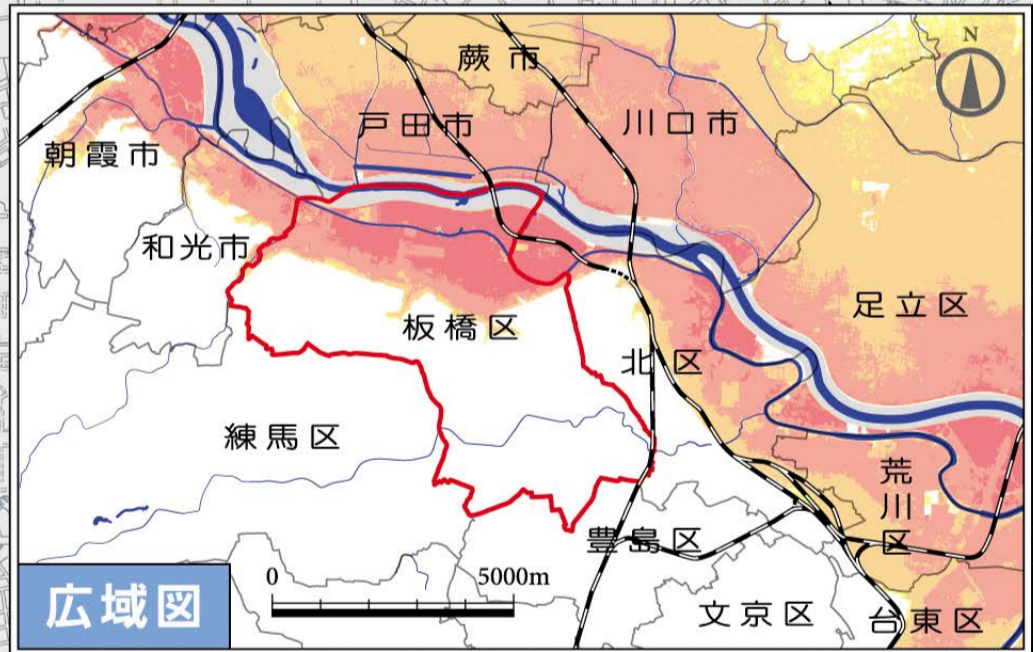 蕨市
N
戸田市
川口市
朝霞市
和光市
足立区
板橋区
北区
練馬区
荒川区
豊島区
0 5000m
広域図
文京区
台東区